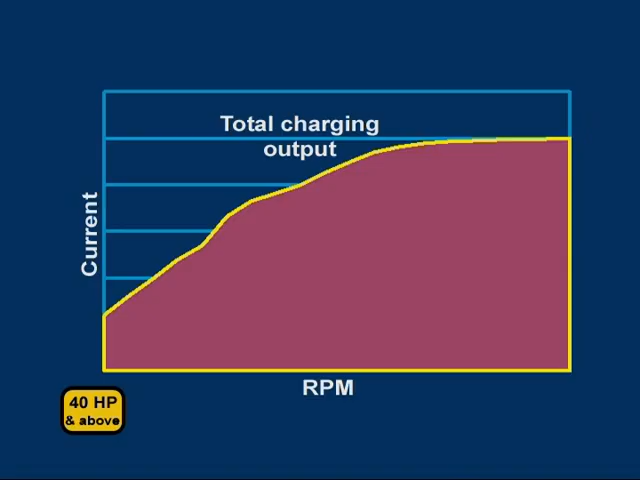 Total charging
output
Current
RPM
40 HP
& above